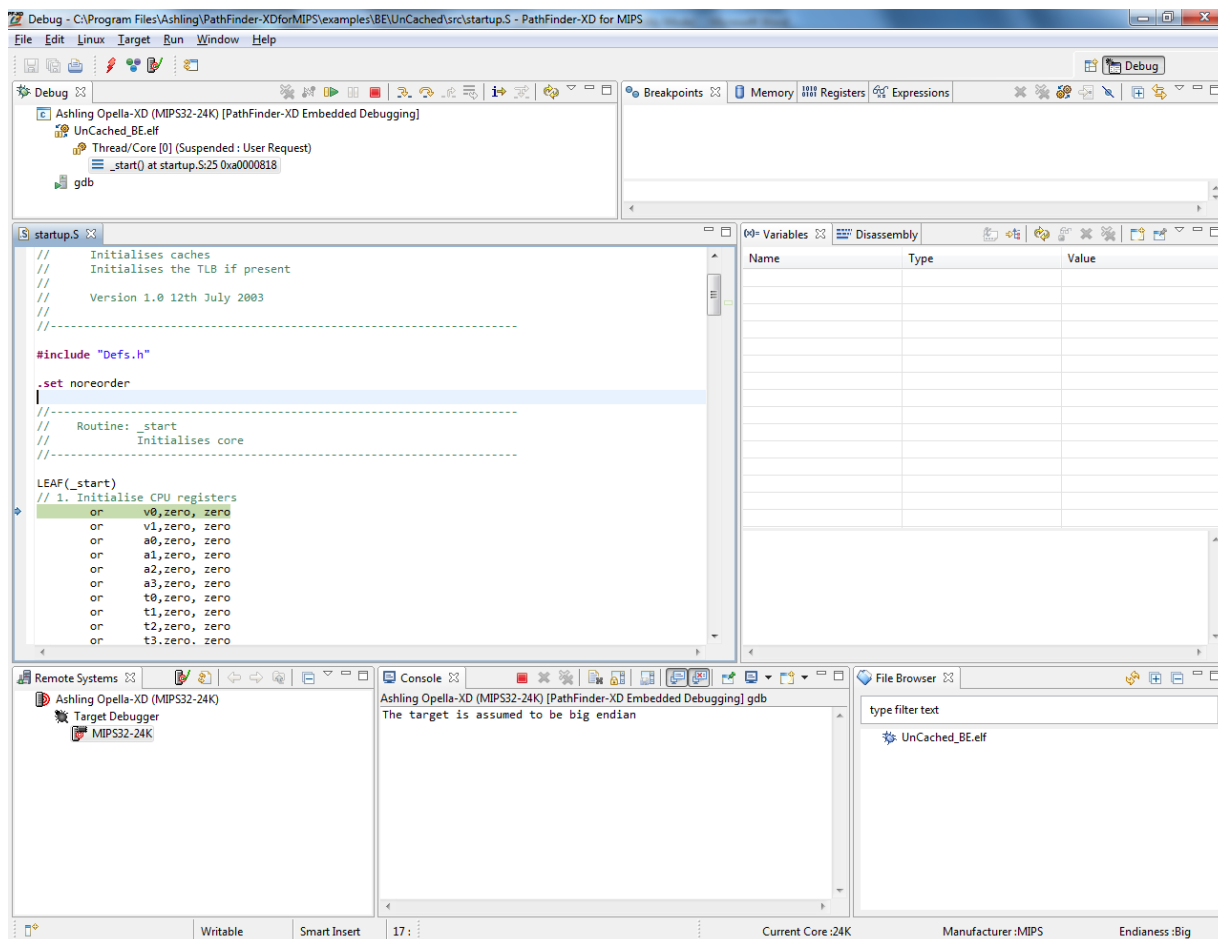 Debug - C:\Program Files\Ashling\PathFinder-XDforMIPS\examples\BE\UnCached\src\startup.S - PathFinder-XD for MIPS
File Edit Linux Target Run Window Help
Debug
Debug
Ashling Opella-XD (MIPS32-24K) [PathFinder-XD Embedded Debugging]
UnCached_BE.elf
Thread/Core [0] (Suspended : User Request)
_start() at startup.S:25 0xa0000818
gdb
Breakpoints Memory Registers Expressions
startup.S
// Initialises caches
// Initialises the TLB if present
//
// Version 1.0 12th July 2003
//
//-----------------------------------------------------------------------
#include "Defs.h"
.set noreorder
//-----------------------------------------------------------------------
// Routine: _start
// Initialises core
//-----------------------------------------------------------------------
LEAF(_start)
// 1. Initialise CPU registers
or v0,zero, zero
or v1,zero, zero
or a0,zero, zero
or a1,zero, zero
or a2,zero, zero
or a3,zero, zero
or t0,zero, zero
or t1,zero, zero
or t2,zero, zero
or t3,zero, zero
Variables Disassembly
Name Type Value
Remote Systems
Ashling Opella-XD (MIPS32-24K)
Target Debugger
MIPS32-24K
Console
Ashling Opella-XD (MIPS32-24K) [PathFinder-XD Embedded Debugging] gdb
The target is assumed to be big endian
File Browser
type filter text
UnCached_BE.elf
Writable Smart Insert 17 : Current Core :24K Manufacturer :MIPS Endianess :Big